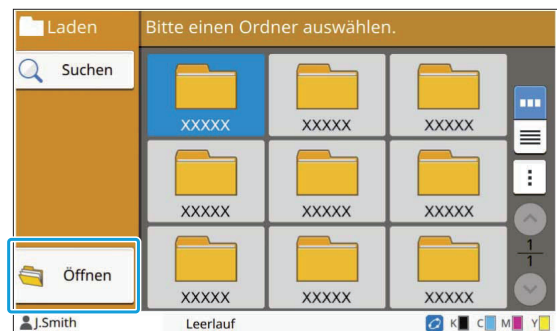 Laden
Bitte einen Ordner auswählen.
Suchen
XXXXX XXXXX XXXXX
XXXXX XXXXX XXXXX
1
1
Öffnen
XXXXX XXXXX XXXXX
J.Smith Leerlauf K C M Y